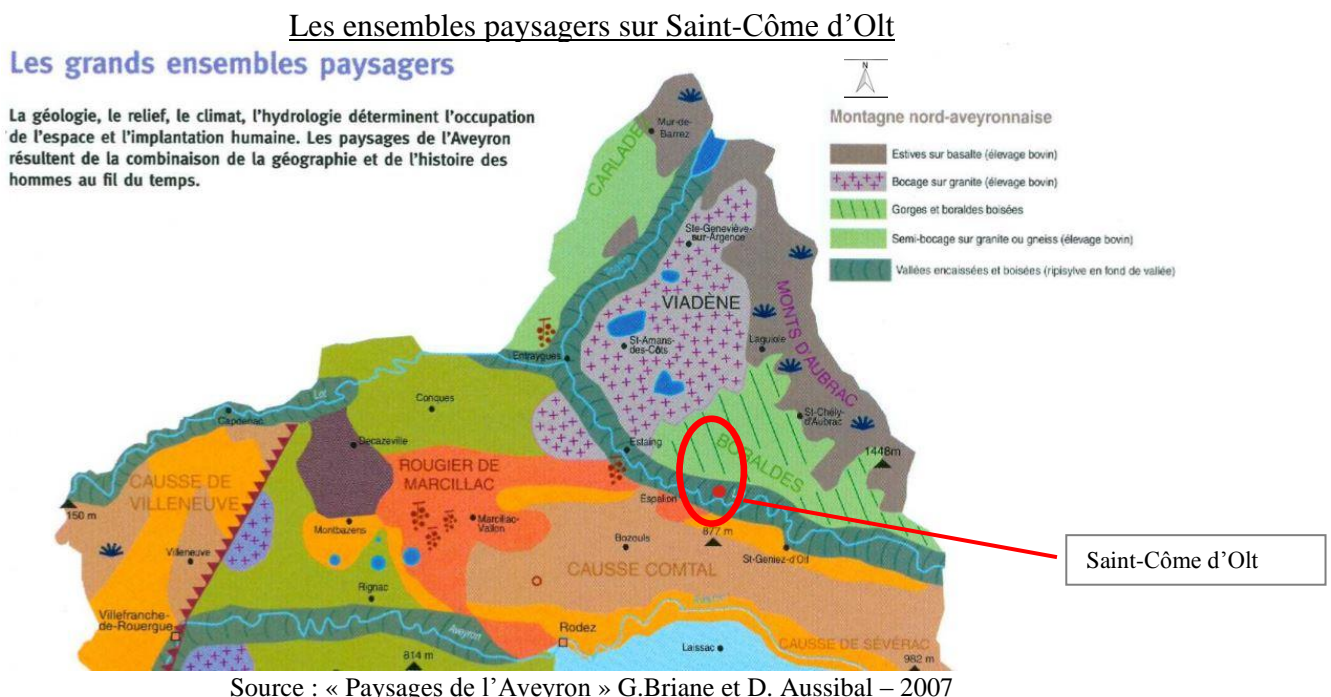 Les ensembles paysagers sur Saint-Côme d’Olt
Les grands ensembles paysagers
La géologie, le relief, le climat, l'hydrologie déterminent l'occupation
de l'espace et l'implantation humaine. Les paysages de l'Aveyron
résultent de la combinaison de la géographie et de l'histoire des
hommes au fil du temps.
N
Montagne nord-aveyronnaise
Estives sur basalte (élevage bovin)
Bocage sur granite (élevage bovin)
Gorges et boraldes boisées
Semi-bocage sur granite ou gneiss (élevage bovin)
Vallées encaissées et boisées (ripisylve en fond de vallée)
Mur-de-
Barrez
CARLADEZ
Ste-Geneviève-
sur-Argence
Truyère
VIADÈNE
MONTS D'AUBRAC
St-Amans-
des-Côts
Laguiole
Entraygues
Lot
Conques
Capdenac
St-Chély-
d'Aubrac
Decazeville
Estaing
BORALDES
1448m
CAUSSE DE
VILLENEUVE
ROUGIER DE
MARCILLAC
150 m
Espalion
Montbazens
Marcillac-
Vallon
877 m
Villeneuve
Bozouls
St-Geniez-d'Olt
Saint-Côme d’Olt
CAUSSE COMTAL
Rignac
Villefranche-
de-Rouergue
Aveyron
Rodez
814 m
Laissac
CAUSSE DE SÉVÉRAC
982 m
Source : « Paysages de l’Aveyron » G.Briane et D. Aussibal – 2007